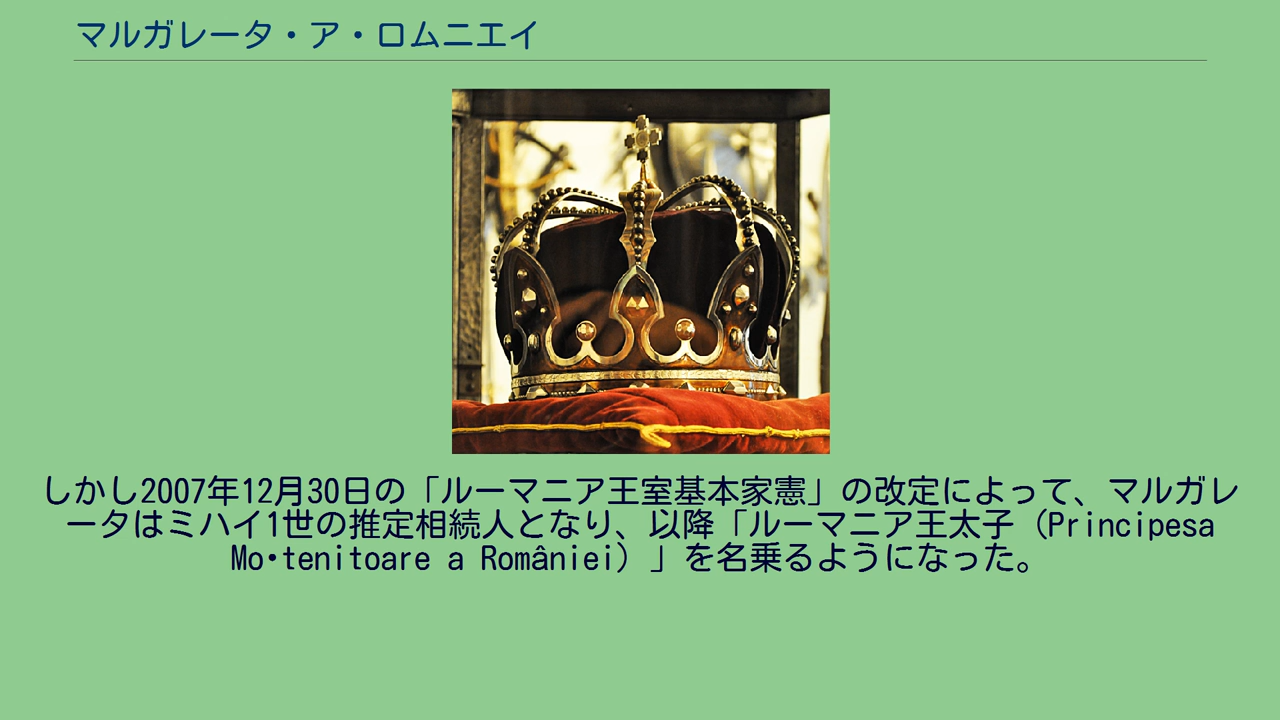 マルガレータ・ア・ロムニエイ
しかし2007年12月30日の「ルーマニア王室基本家憲」の改定によって、マルガレ
ータはミハイ1世の推定相続人となり、以降「ルーマニア王太子（Principesa
Mo•tenitoare a României）」を名乗るようになった。